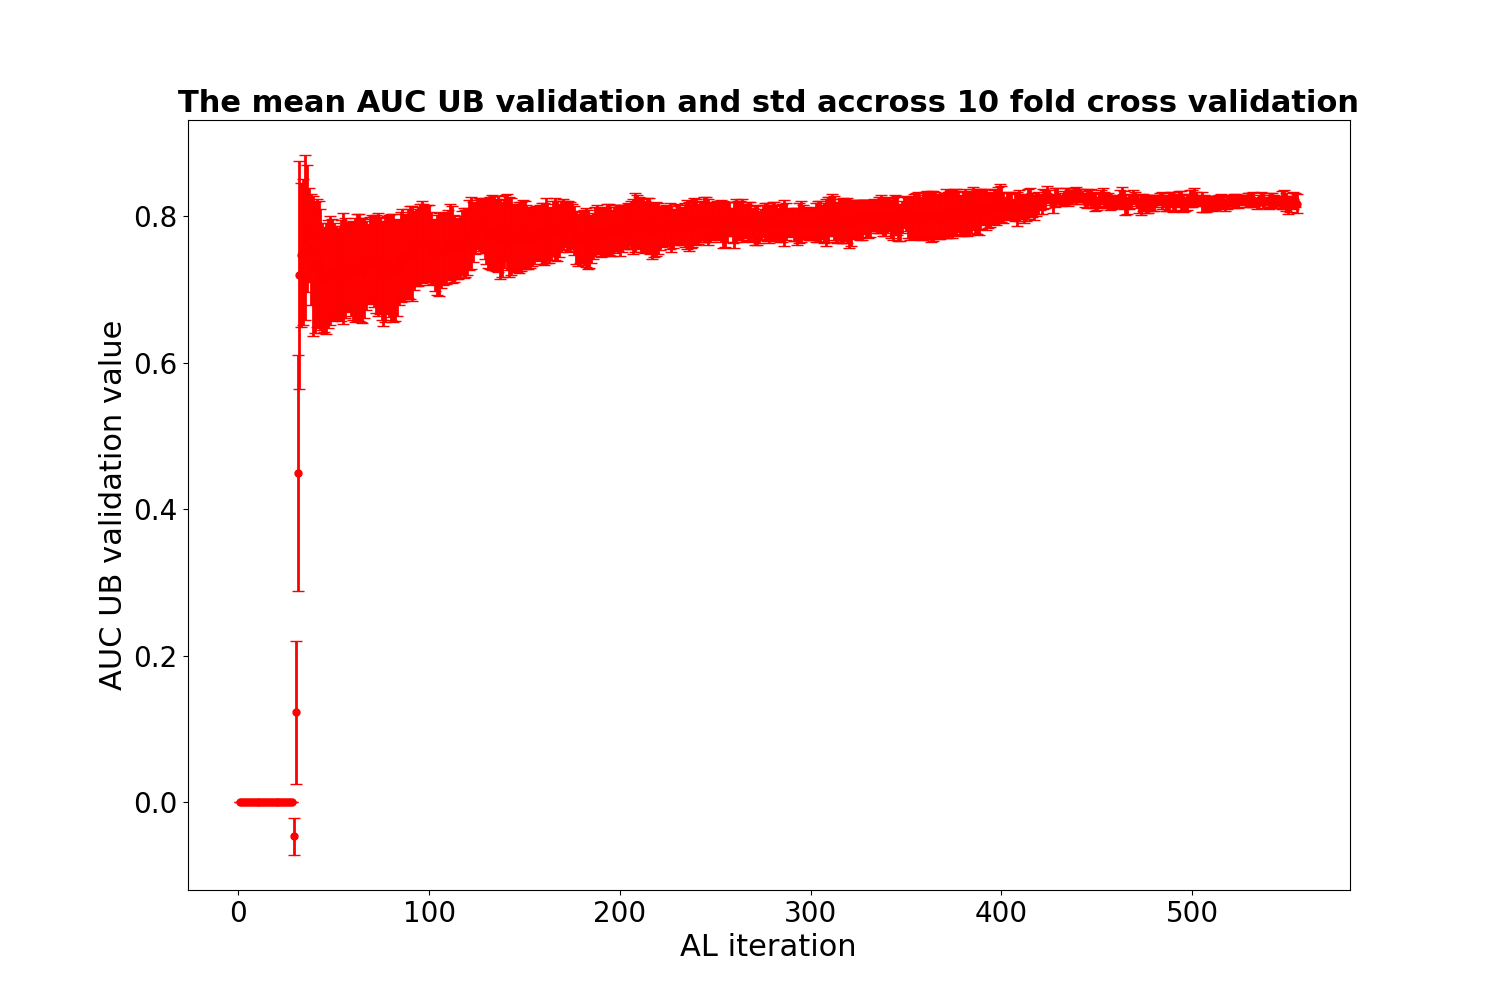 The mean AUC UB validation and std accross 10 fold cross validation
AUC UB validation value
0.8
0.6
0.4
0.2
0.0
0 100 200 300 400 500
AL iteration